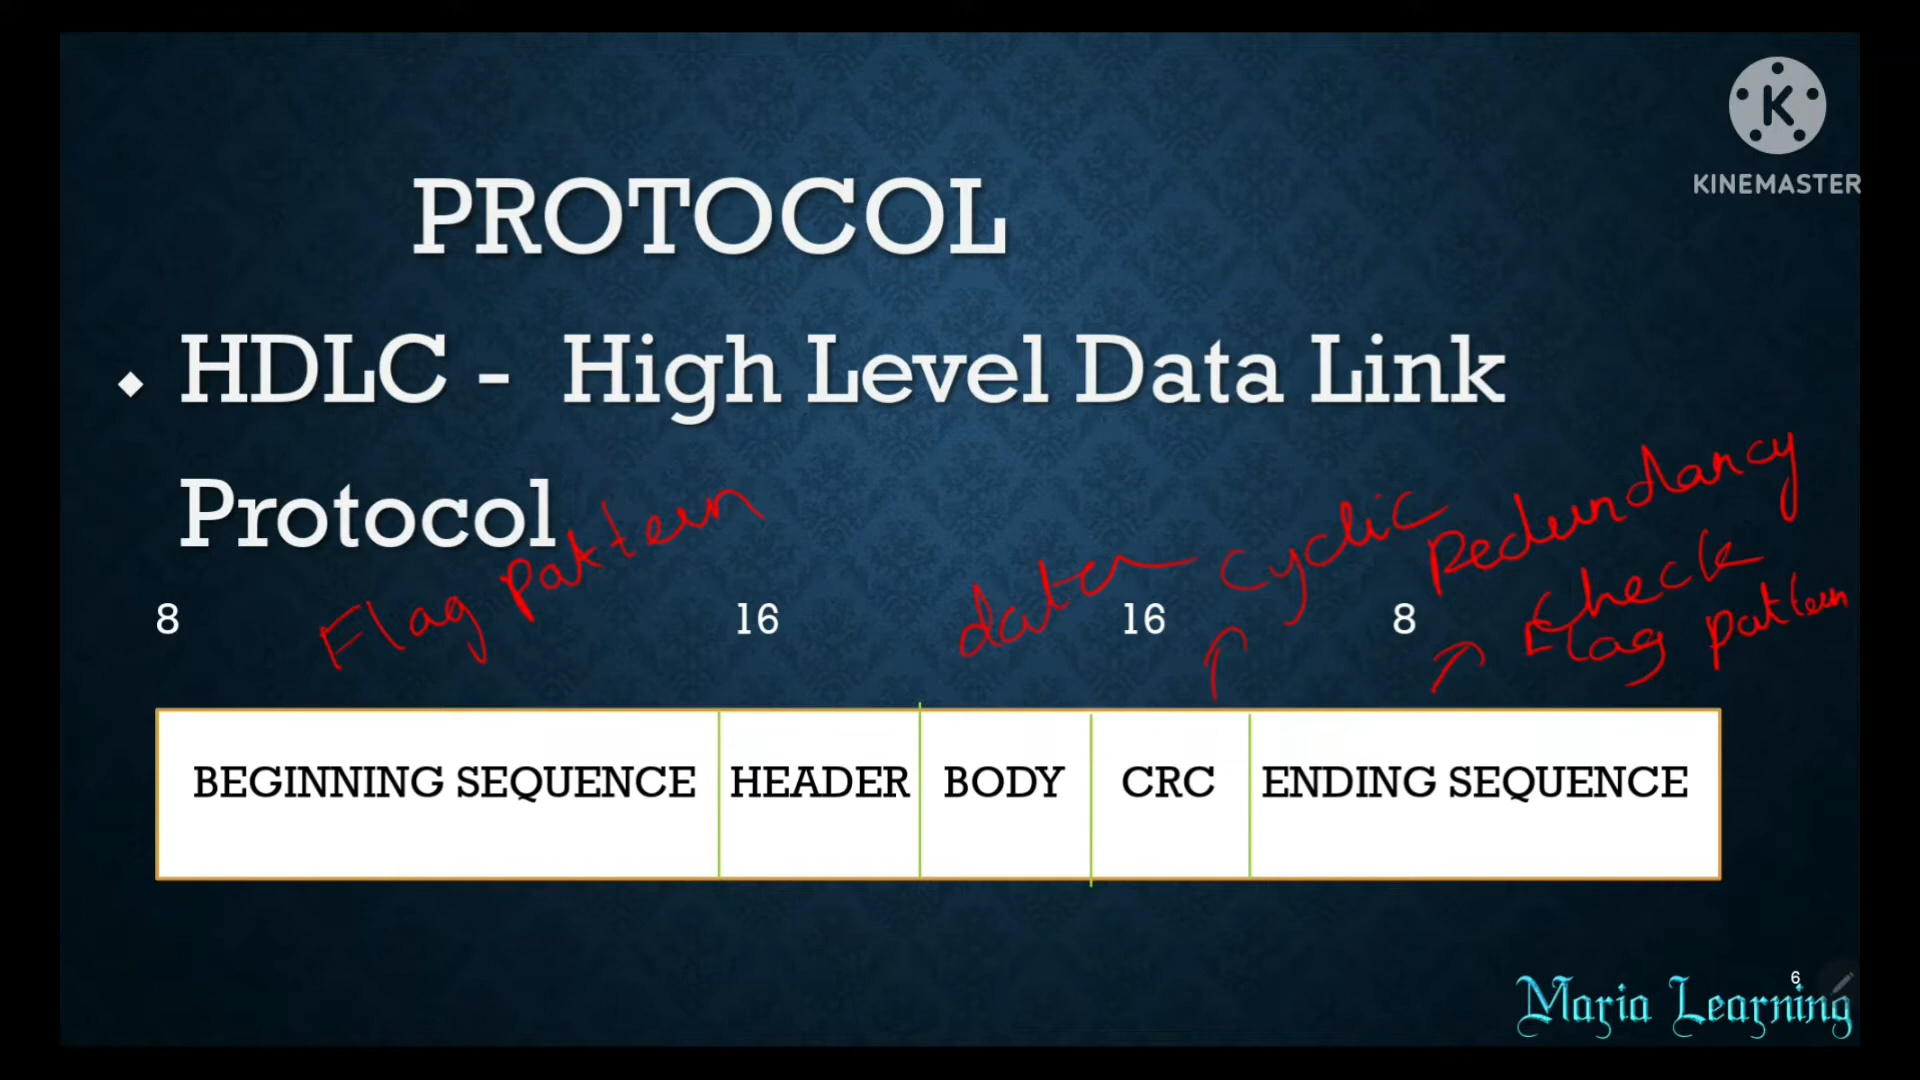 K
KINEMASTER
PROTOCOL
◆ HDLC - High Level Data Link
Protocol
Flag pattern
data
cyclic
Redundancy
check
Flag pattern
8 16 16 8
BEGINNING SEQUENCE HEADER BODY CRC ENDING SEQUENCE
6
Maria Learning